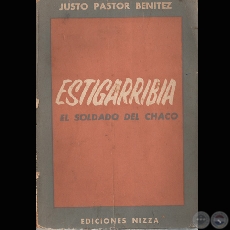 JUSTO PASTOR BENITEZ
ESTIGARRIBIA
EL SOLDADO DEL CHACO
EDICIONES NIZZA